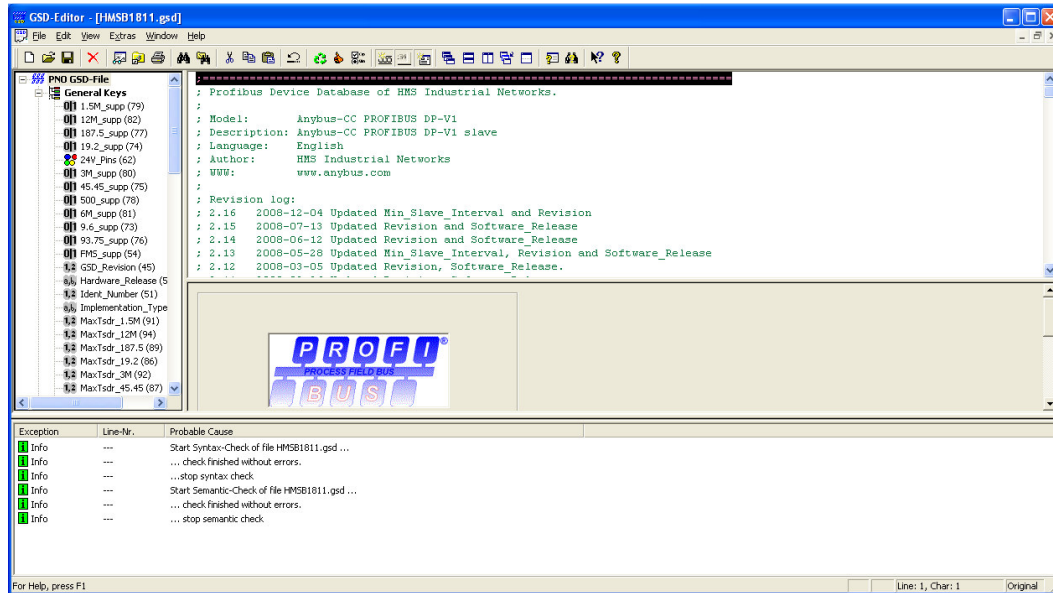 GSD-Editor - [HMSB1811.gsd]
File Edit View Extras Window Help
PNO GSD-File
General Keys
1.5M_supp (79)
12M_supp (82)
187.5_supp (77)
19.2_supp (74)
24V_Pins (62)
3M_supp (80)
45.45_supp (75)
500_supp (78)
6M_supp (81)
9.6_supp (73)
93.75_supp (76)
FMS_supp (54)
GSD_Revision (45)
Hardware_Release (5
Ident_Number (51)
Implementation_Type
MaxTsdr_1.5M (91)
MaxTsdr_12M (94)
MaxTsdr_187.5 (89)
MaxTsdr_19.2 (86)
MaxTsdr_3M (92)
MaxTsdr_45.45 (87)
;===============================================================================
; Profibus Device Database of HMS Industrial Networks.
;
; Model: Anybus-CC PROFIBUS DP-V1
; Description: Anybus-CC PROFIBUS DP-V1 slave
; Language: English
; Author: HMS Industrial Networks
; WWW: www.anybus.com
;
; Revision log:
; 2.16 2008-12-04 Updated Min_Slave_Interval and Revision
; 2.15 2008-07-13 Updated Revision and Software_Release
; 2.14 2008-06-12 Updated Revision and Software_Release
; 2.13 2008-05-28 Updated Min_Slave_Interval, Revision and Software_Release
; 2.12 2008-03-05 Updated Revision, Software_Release.
PROFI®
PROCESS FIELD BUS
BUS
Exception Line-Nr. Probable Cause
Info --- Start Syntax-Check of file HMSB1811.gsd ...
Info --- ... check finished without errors.
Info --- ...stop syntax check
Info --- Start Semantic-Check of file HMSB1811.gsd ...
Info --- ... check finished without errors.
Info --- ... stop semantic check
For Help, press F1 Line: 1, Char: 1 Original